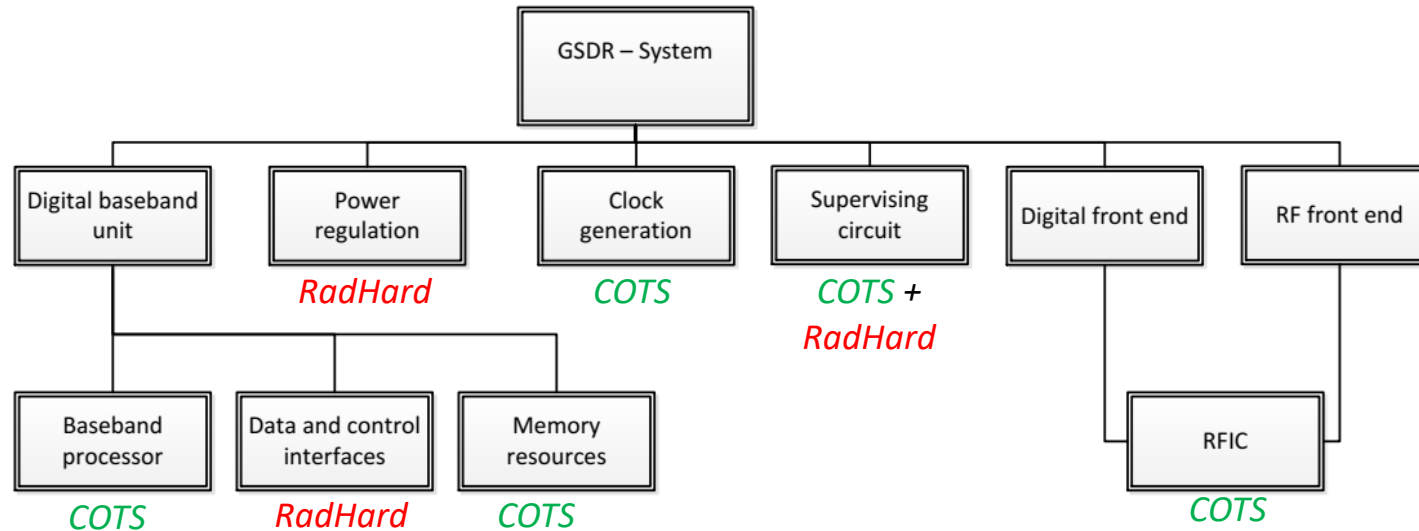 GSDR – System
Digital baseband
unit
Power
regulation
Clock
generation
Supervising
circuit
Digital front end
RF front end
RadHard
COTS
COTS +
RadHard
Baseband
processor
Data and control
interfaces
Memory
resources
RFIC
COTS
RadHard
COTS
COTS